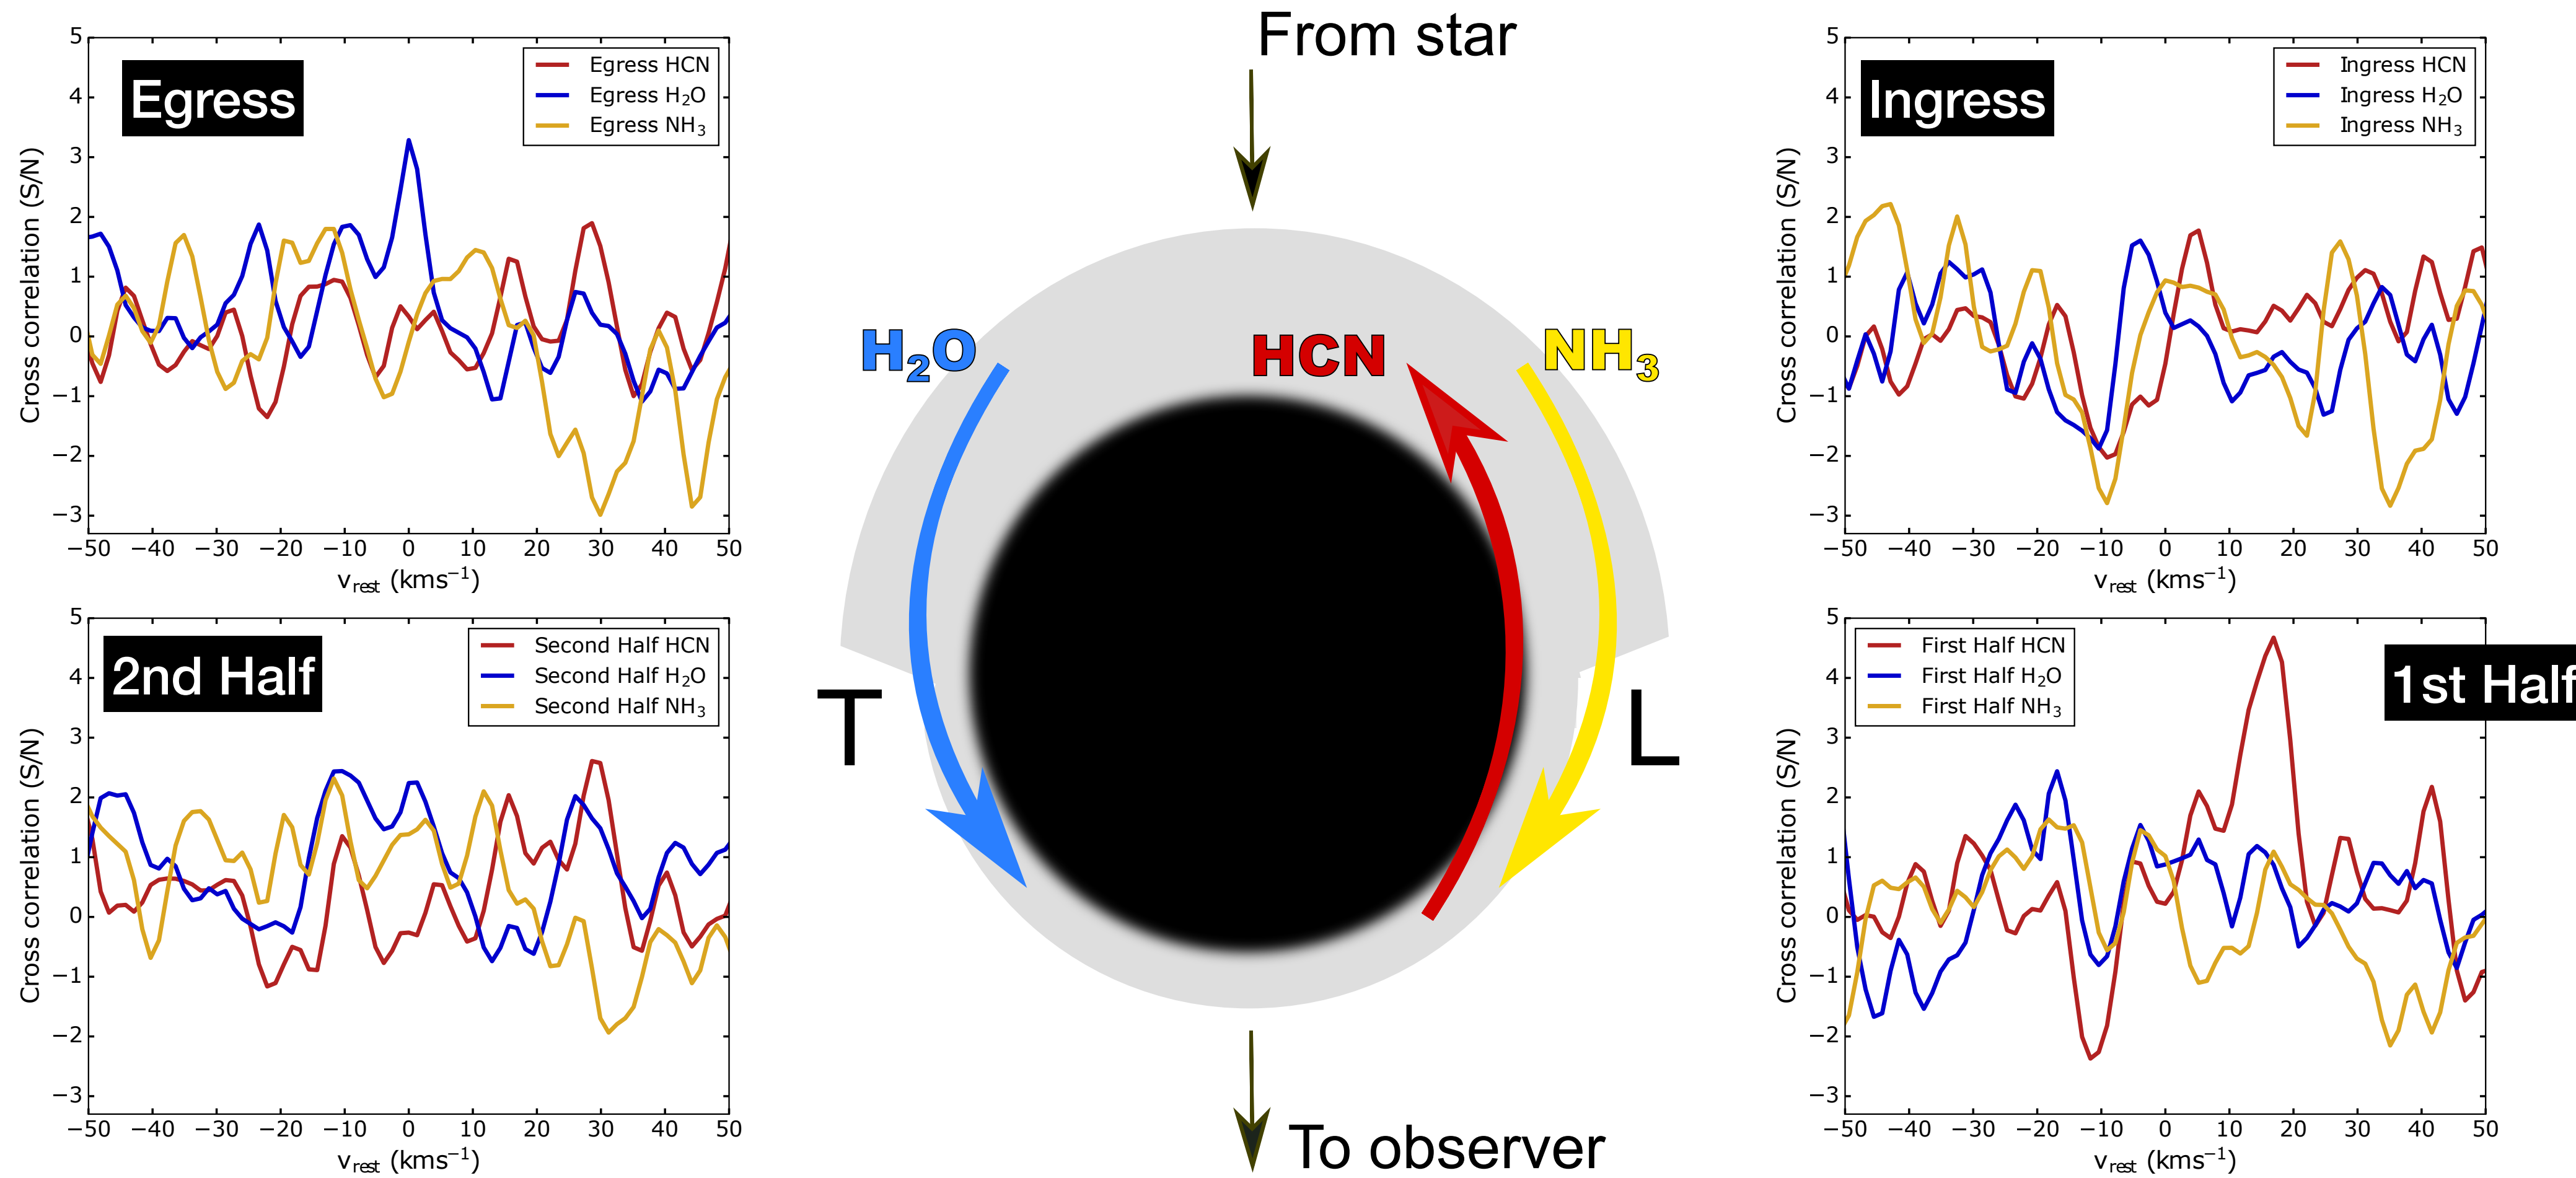 From star
Egress
Egress HCN
Egress H₂O
Egress NH₃
Cross correlation (S/N)
5
4
3
2
1
0
−1
−2
−3
−50 −40 −30 −20 −10 0 10 20 30 40 50
vrest (kms⁻¹)
Ingress
Ingress HCN
Ingress H₂O
Ingress NH₃
Cross correlation (S/N)
5
4
3
2
1
0
−1
−2
−3
−50 −40 −30 −20 −10 0 10 20 30 40 50
vrest (kms⁻¹)
H₂O HCN NH₃
T L
2nd Half
Second Half HCN
Second Half H₂O
Second Half NH₃
Cross correlation (S/N)
5
4
3
2
1
0
−1
−2
−3
−50 −40 −30 −20 −10 0 10 20 30 40 50
vrest (kms⁻¹)
1st Half
First Half HCN
First Half H₂O
First Half NH₃
Cross correlation (S/N)
5
4
3
2
1
0
−1
−2
−3
−50 −40 −30 −20 −10 0 10 20 30 40 50
vrest (kms⁻¹)
To observer